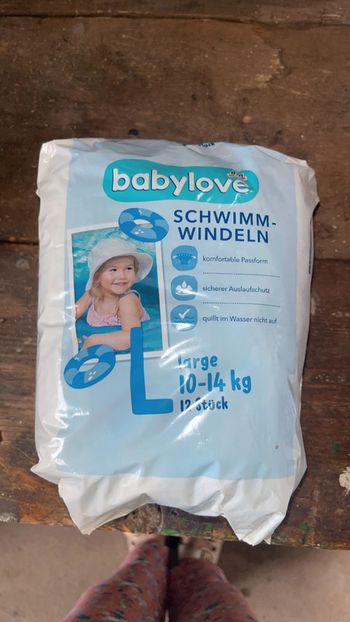 babylove
SCHWIMM-
WINDELN
komfortable Passform
sicherer Auslaufschutz
quillt im Wasser nicht auf
L
large
10-14 kg
12 Stück